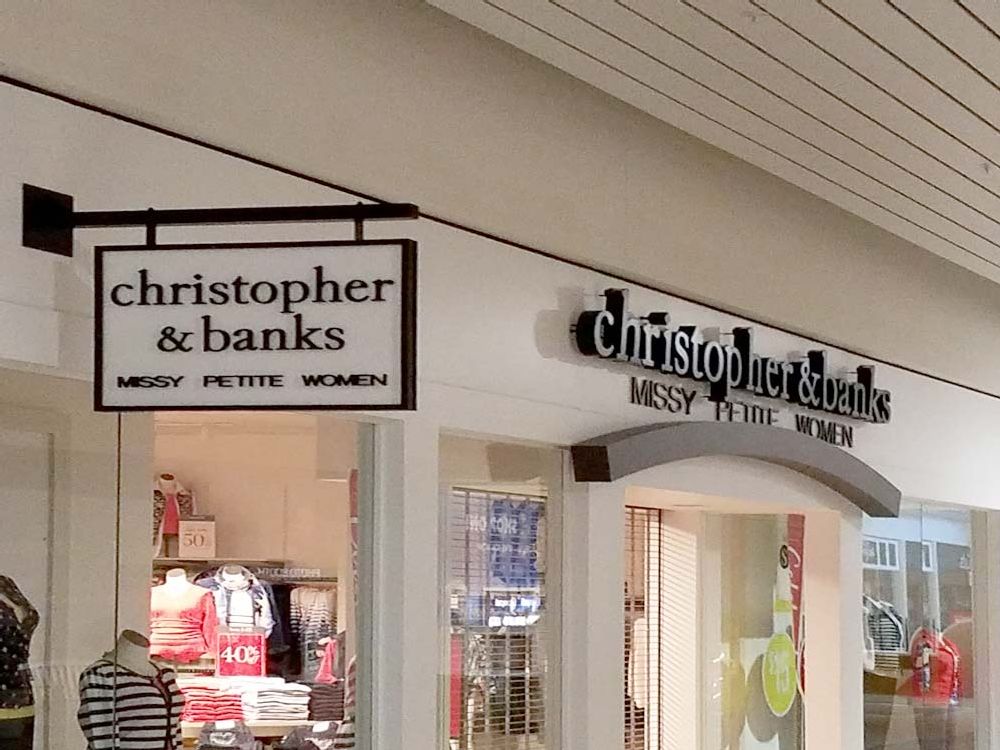 christopher
& banks
MISSY PETITE WOMEN
christopher & banks
MISSY PETITE WOMEN
50
40%